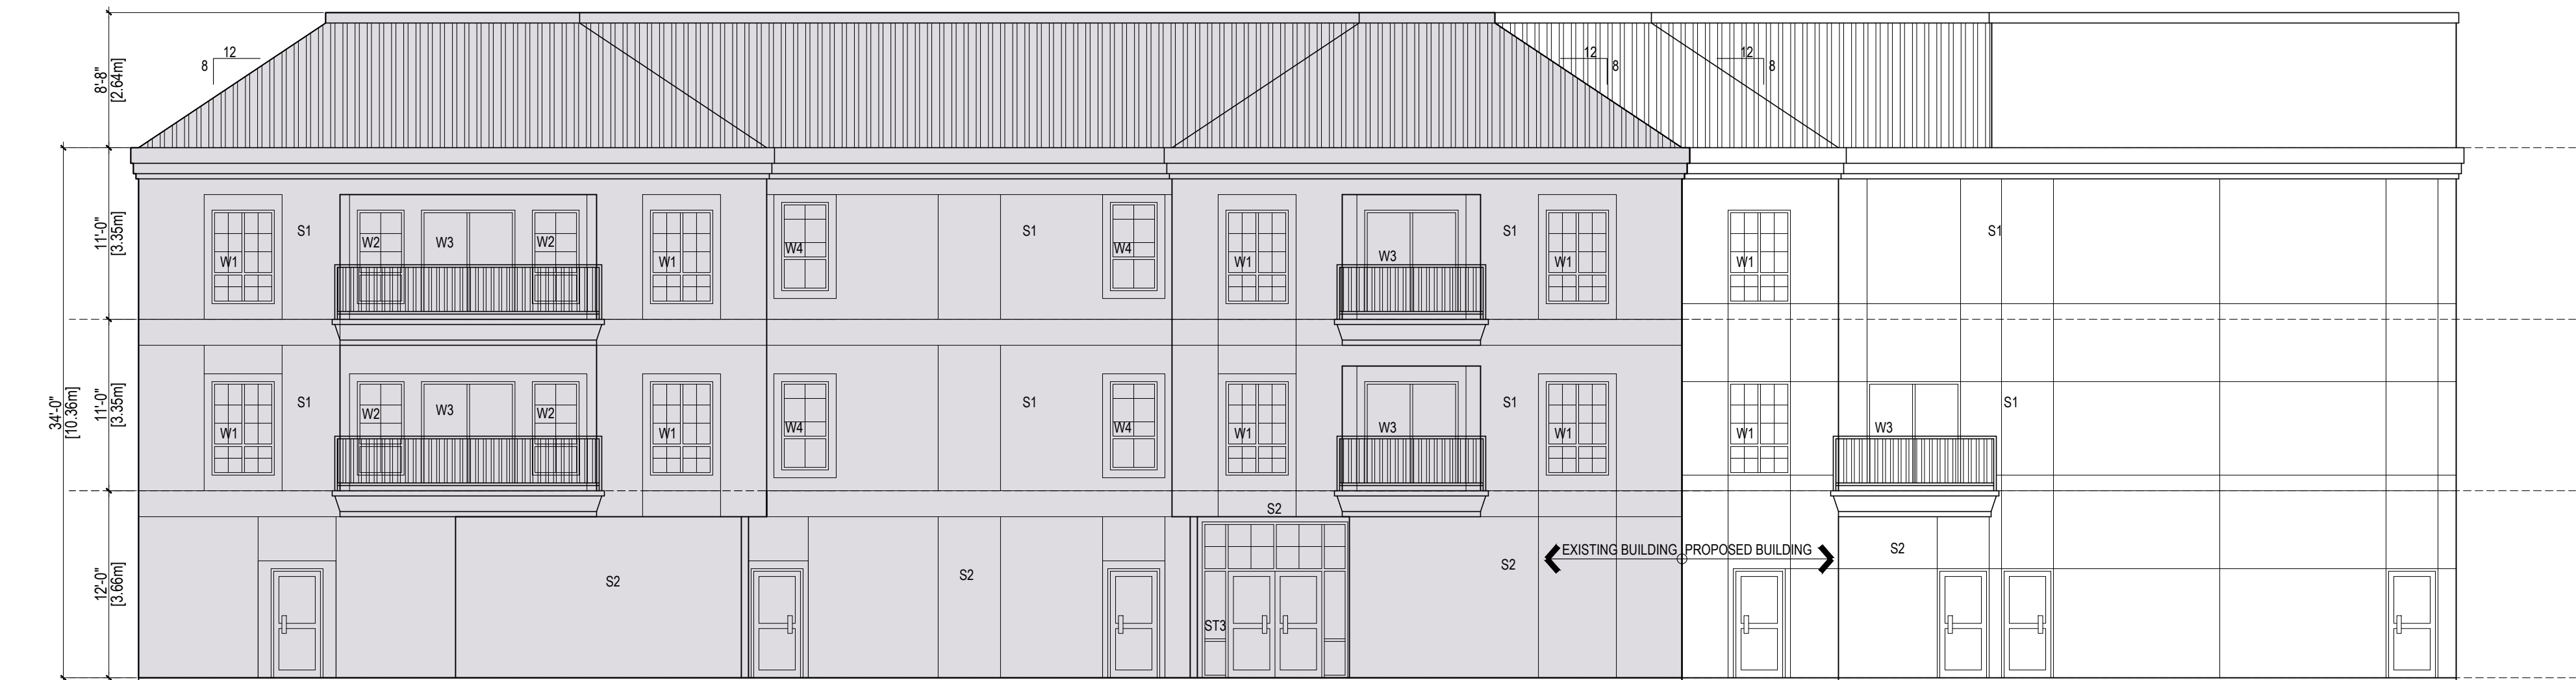 12
8
12
8
12
8
8'-8"
[2.64m]
11'-0"
[3.35m]
11'-0"
[3.35m]
12'-0"
[3.66m]
34'-0"
[10.36m]
S1
S1
S1
S1
W1
W2
W3
W2
W1
W4
W4
W1
W3
W1
W1
S1
S1
S1
S1
W1
W2
W3
W2
W1
W4
W4
W1
W3
W1
W1
W3
S2
EXISTING BUILDING
PROPOSED BUILDING
S2
S2
S2
S2
ST3